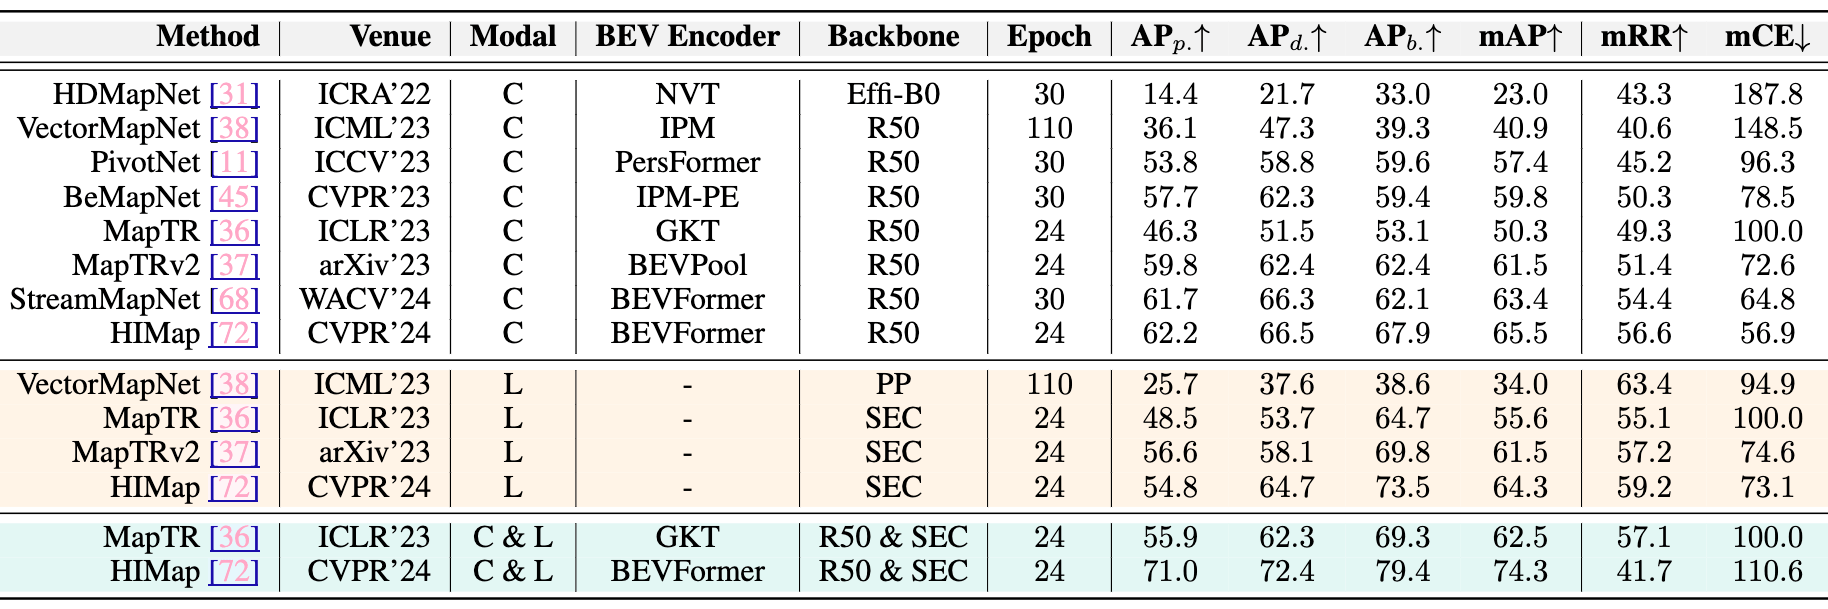 Method Venue Modal BEV Encoder Backbone Epoch AP_p.↑ AP_d.↑ AP_b.↑ mAP↑ mRR↑ mCE↓
HDMapNet [31] ICRA'22 C NVT Effi-B0 30 14.4 21.7 33.0 23.0 43.3 187.8
VectorMapNet [38] ICML'23 C IPM R50 110 36.1 47.3 39.3 40.9 40.6 148.5
PivotNet [11] ICCV'23 C PersFormer R50 30 53.8 58.8 59.6 57.4 45.2 96.3
BeMapNet [45] CVPR'23 C IPM-PE R50 30 57.7 62.3 59.4 59.8 50.3 78.5
MapTR [36] ICLR'23 C GKT R50 24 46.3 51.5 53.1 50.3 49.3 100.0
MapTRv2 [37] arXiv'23 C BEVPool R50 24 59.8 62.4 62.4 61.5 51.4 72.6
StreamMapNet [68] WACV'24 C BEVFormer R50 30 61.7 66.3 62.1 63.4 54.4 64.8
HIMap [72] CVPR'24 C BEVFormer R50 24 62.2 66.5 67.9 65.5 56.6 56.9
VectorMapNet [38] ICML'23 L - PP 110 25.7 37.6 38.6 34.0 63.4 94.9
MapTR [36] ICLR'23 L - SEC 24 48.5 53.7 64.7 55.6 55.1 100.0
MapTRv2 [37] arXiv'23 L - SEC 24 56.6 58.1 69.8 61.5 57.2 74.6
HIMap [72] CVPR'24 L - SEC 24 54.8 64.7 73.5 64.3 59.2 73.1
MapTR [36] ICLR'23 C & L GKT R50 & SEC 24 55.9 62.3 69.3 62.5 57.1 100.0
HIMap [72] CVPR'24 C & L BEVFormer R50 & SEC 24 71.0 72.4 79.4 74.3 41.7 110.6